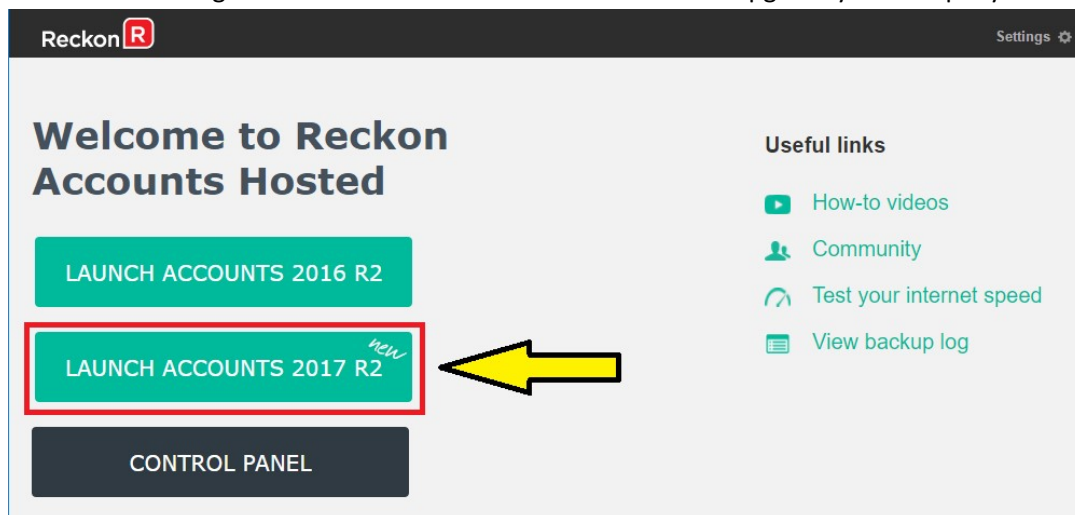 Reckon R
Settings
Welcome to Reckon
Accounts Hosted
LAUNCH ACCOUNTS 2016 R2
new
LAUNCH ACCOUNTS 2017 R2
CONTROL PANEL
Useful links
How-to videos
Community
Test your internet speed
View backup log